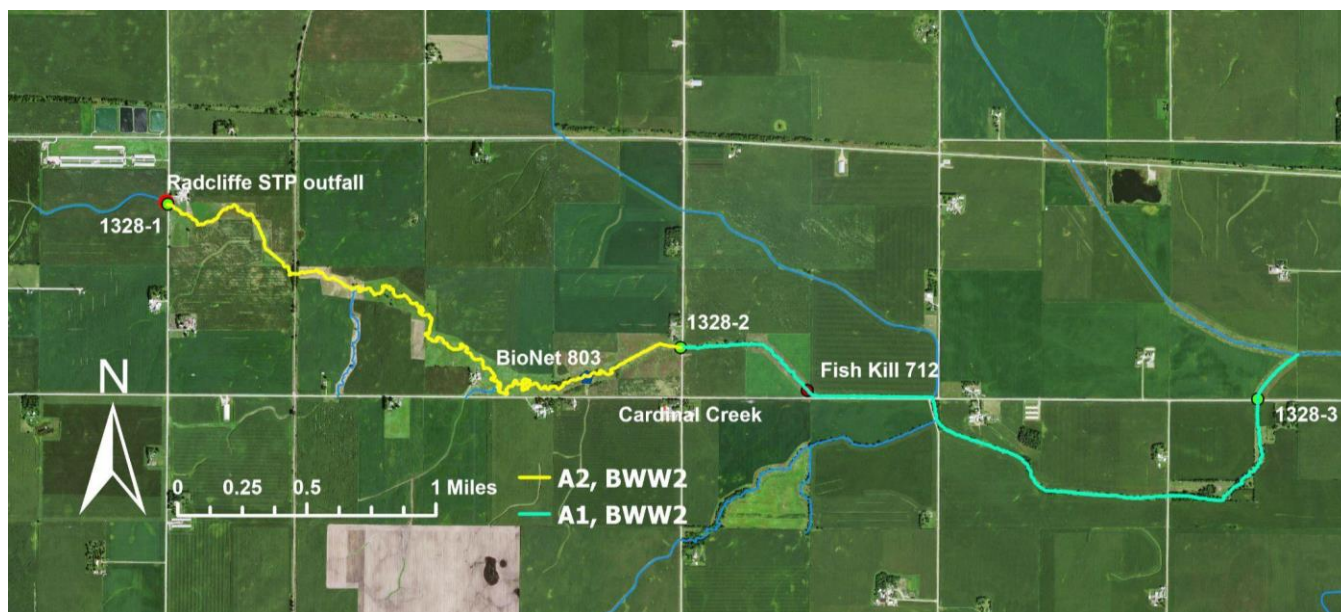 Radcliffe STP outfall
1328-1
1328-2
BioNet 803
Fish Kill 712
Cardinal Creek
1328-3
N
0 0.25 0.5 1 Miles
A2, BWW2
A1, BWW2